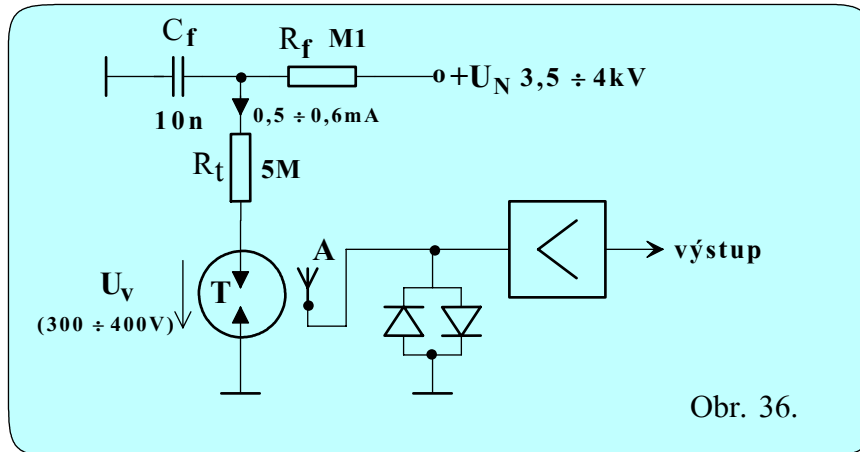 Cf
Rf M1
+UN 3,5 ÷ 4kV
10n
0,5 ÷ 0,6mA
Rt 5M
A
výstup
Uv
T
(300 ÷ 400V)
Obr. 36.